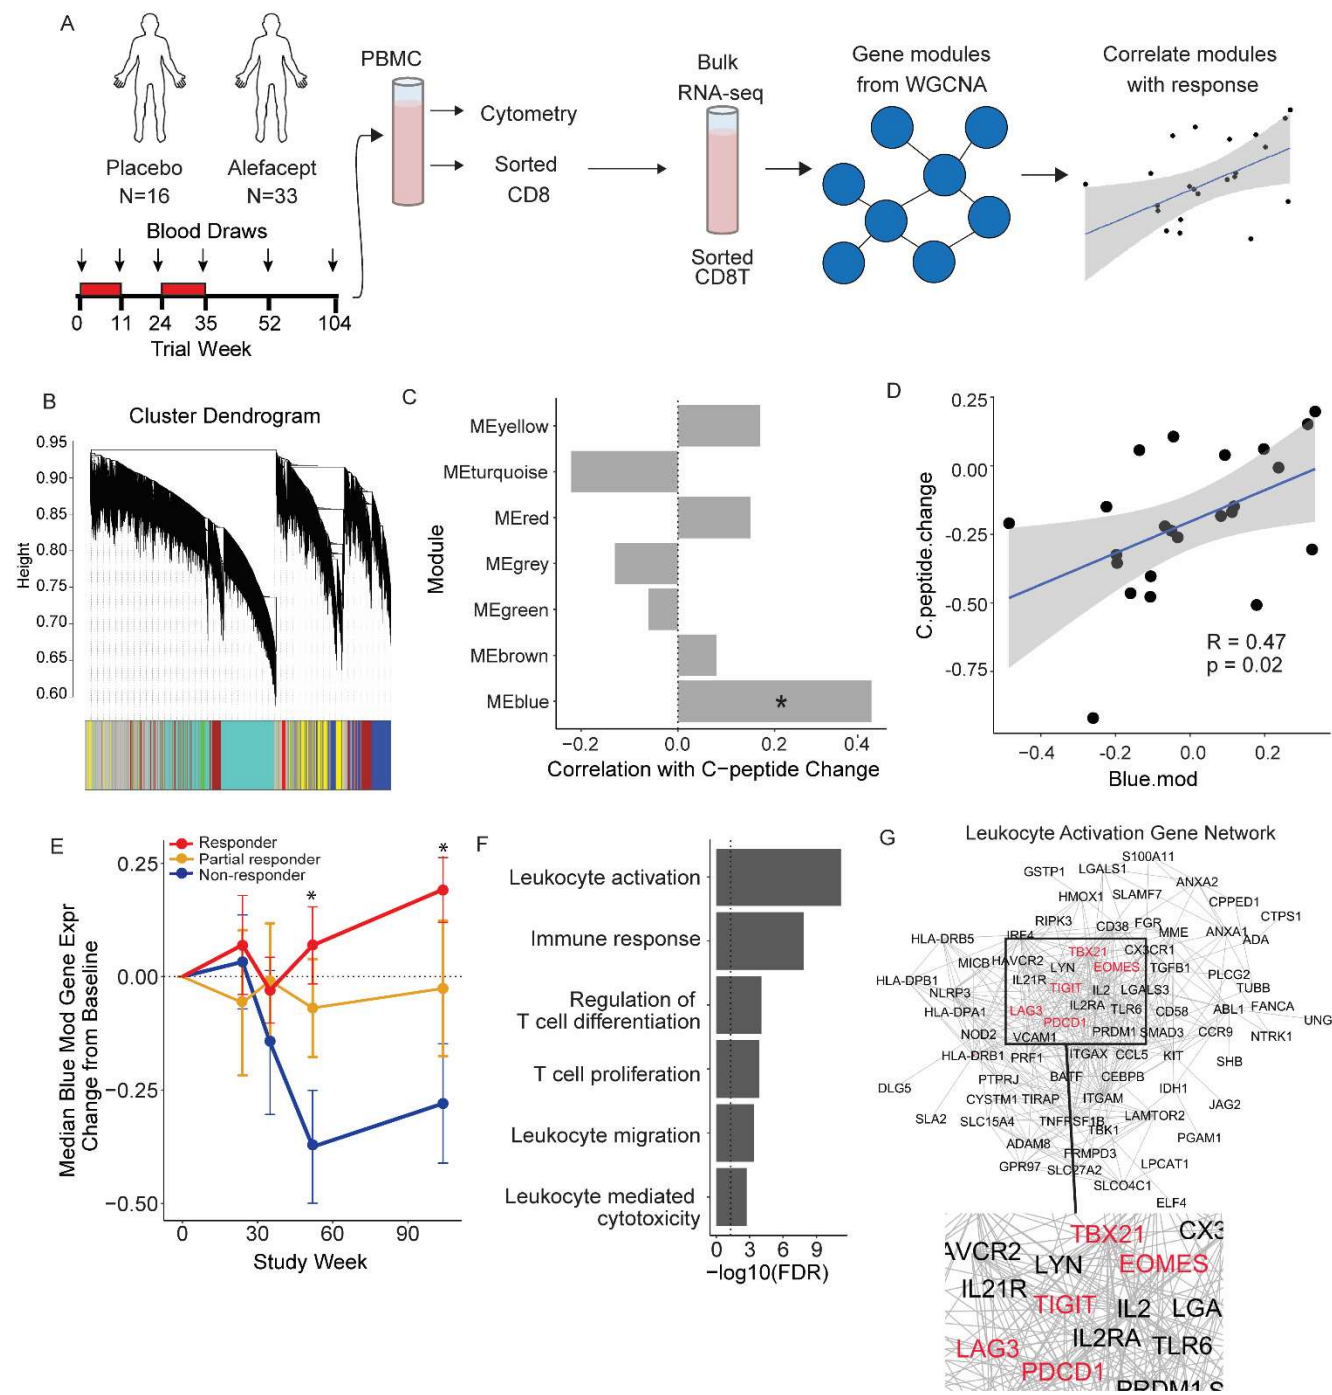 A
Placebo
N=16
Alefacept
N=33
Blood Draws
0 11 24 35 52 104
Trial Week
PBMC
Cytometry
Sorted
CD8
Bulk
RNA-seq
Sorted
CD8T
Gene modules
from WGCNA
Correlate modules
with response
B
Cluster Dendrogram
Height
0.95
0.90
0.85
0.80
0.75
0.70
0.65
0.60
C
Module
MEyellow
MEturquoise
MEred
MEgrey
MEgreen
MEbrown
MEblue
*
−0.2 0.0 0.2 0.4
Correlation with C-peptide Change
D
C.peptide.change
0.25
0.00
-0.25
-0.50
-0.75
R = 0.47
p = 0.02
-0.4 -0.2 0.0 0.2
Blue.mod
E
Responder
Partial responder
Non-responder
Median Blue Mod Gene Expr
Change from Baseline
0.25
0.00
−0.25
−0.50
*
*
0 30 60 90
Study Week
F
Leukocyte activation
Immune response
Regulation of
T cell differentiation
T cell proliferation
Leukocyte migration
Leukocyte mediated
cytotoxicity
0 3 6 9
−log10(FDR)
G
Leukocyte Activation Gene Network
S100A11
GSTP1 LGALS1
ANXA2
HMOX1 SLAMF7
CPPED1
RIPK3 CD38 FGR CTPS1
IRF4 MME ANXA1
HLA-DRB5 TBX21 CX3CR1 ADA
MICB HAVCR2 LYN EOMES TGFB1
HLA-DPB1 IL21R PLCG2
NLRP3 TIGIT IL2 LGALS3 TUBB
HLA-DPA1 LAG3 IL2RA TLR6 CD58 ABL1 FANCA
PDCD1 UNG
NOD2 VCAM1 PRDM1 SMAD3 CCR9 NTRK1
HLA-DRB1 PRF1 ITGAX CCL5 KIT SHB
DLG5 PTPRJ BATF CEBPB IDH1
CYSTM1 TIRAP ITGAM JAG2
SLA2 SLC15A4 TNFRSF1B LAMTOR2
TBK1 PGAM1
ADAM8 FRMPD3
GPR97 SLC27A2 LPCAT1
SLCO4C1
ELF4
TBX21 CX3
AVCR2 LYN EOMES
IL21R TIGIT IL2 LGA
LAG3 IL2RA TLR6
PDCD1
PRDM1 S